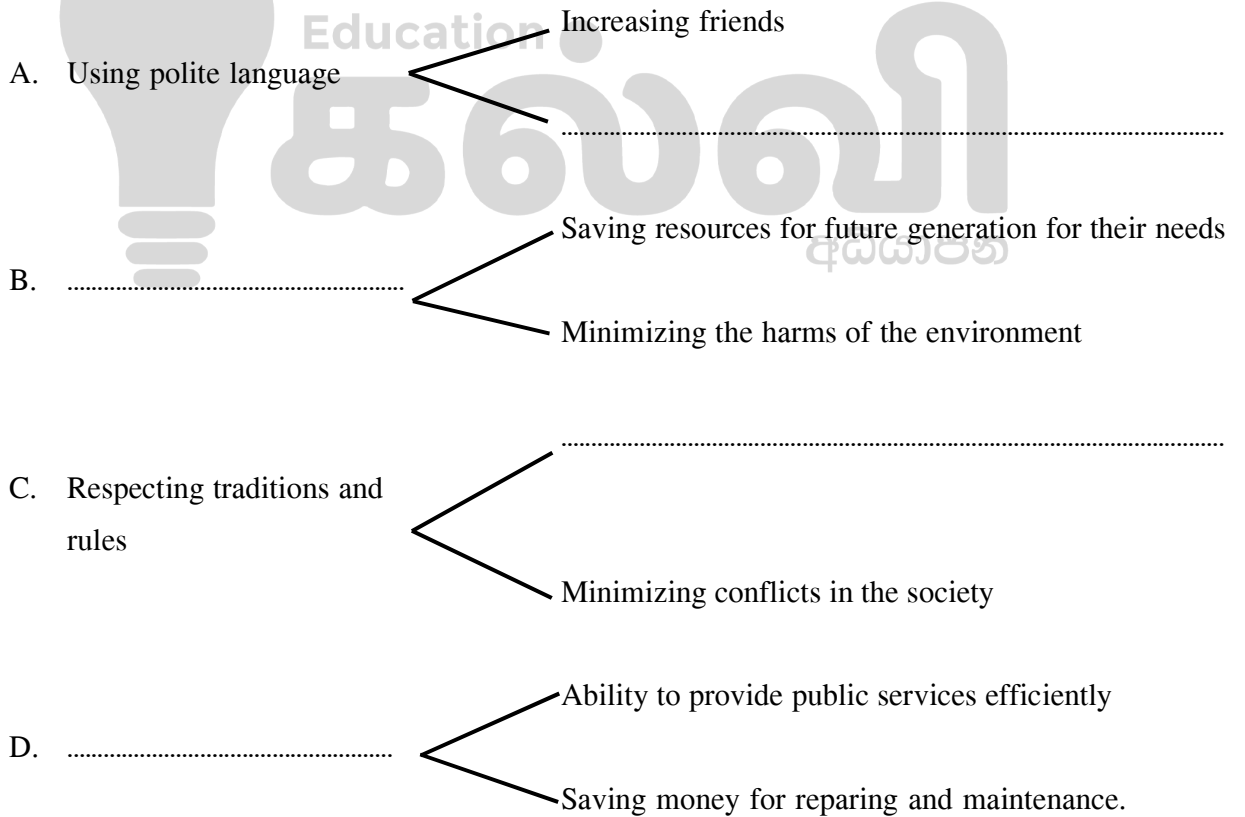 Education
கல்வி
අධ්‍යාපන
Increasing friends
A. Using polite language
..............................................................................................................
Saving resources for future generation for their needs
B. ........................................................
Minimizing the harms of the environment
..............................................................................................................
C. Respecting traditions and
rules
Minimizing conflicts in the society
Ability to provide public services efficiently
D. ......................................................
Saving money for reparing and maintenance.